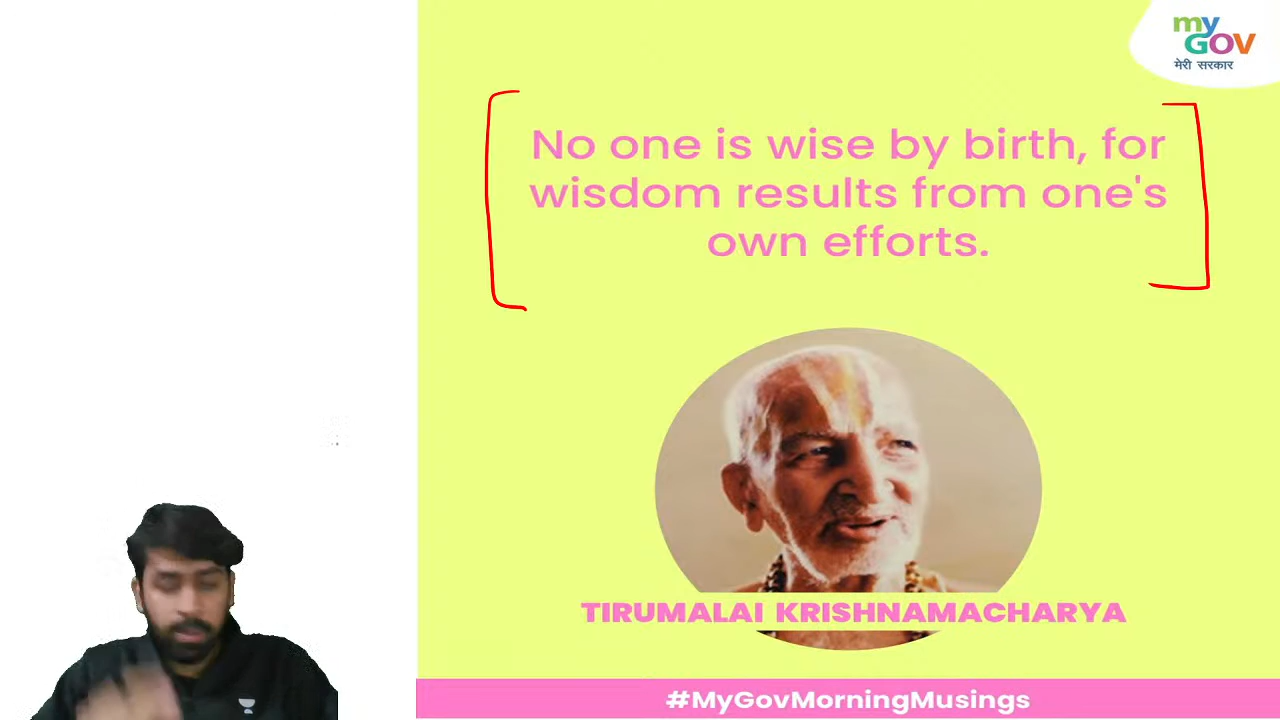 my
GOV
मेरी सरकार
No one is wise by birth, for
wisdom results from one's
own efforts.
TIRUMALAI KRISHNAMACHARYA
#MyGovMorningMusings